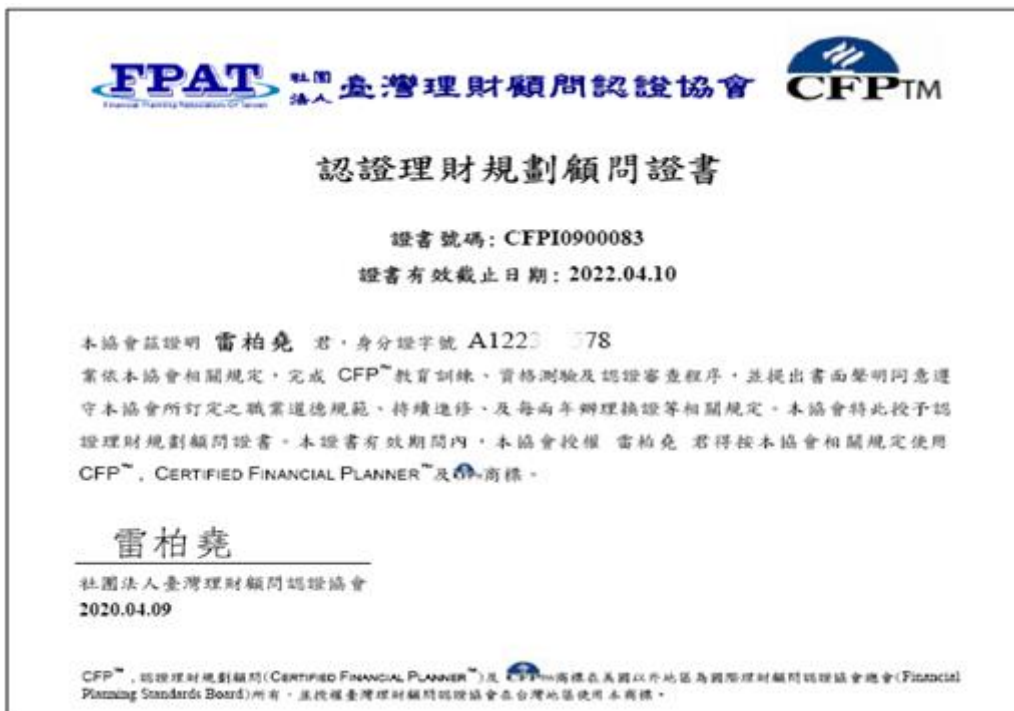 FPAT 社團法人 臺灣理財顧問認證協會 CFPTM
Financial Planning Association Of Taiwan
認證理財規劃顧問證書
證書號碼: CFPI0900083
證書有效截止日期: 2022.04.10
本協會茲證明 雷柏堯 君,身分證字號 A1223 578
業依本協會相關規定,完成 CFP™教育訓練、資格測驗及認證審查程序,並提出書面聲明同意遵
守本協會所訂定之職業道德規範、持續進修、及每兩年辦理換證等相關規定。本協會特此授予認
證理財規劃顧問證書。本證書有效期間內,本協會授權 雷柏堯 君得按本協會相關規定使用
CFP™, CERTIFIED FINANCIAL PLANNER™及商標。
雷柏堯
社團法人臺灣理財顧問認證協會
2020.04.09
CFP™,認證理財規劃顧問(CERTIFIED FINANCIAL PLANNER™)及 CFPTM商標在美國以外地區為國際理財顧問認證協會總會(Financial
Planning Standards Board)所有,並授權臺灣理財顧問認證協會在台灣地區使用本商標。